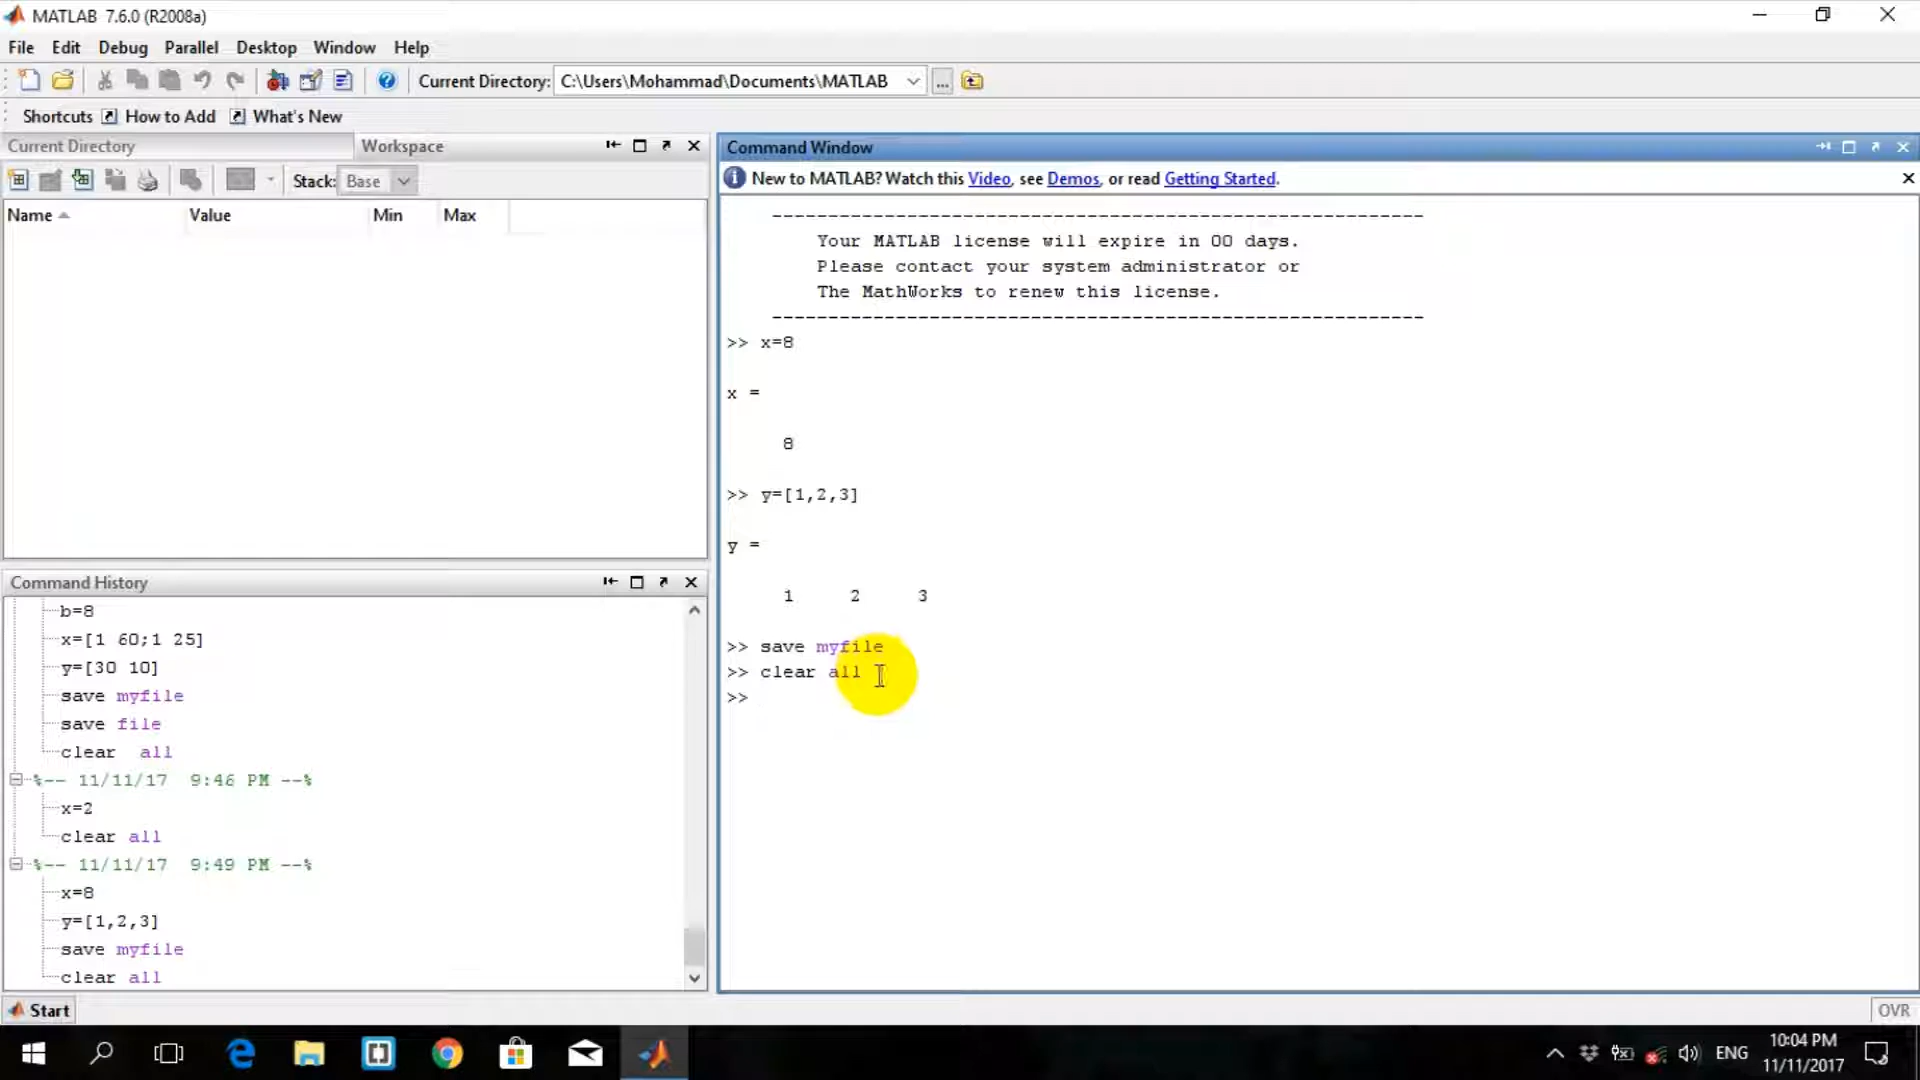 MATLAB 7.6.0 (R2008a)
File Edit Debug Parallel Desktop Window Help
Current Directory: C:\Users\Mohammad\Documents\MATLAB ...
Shortcuts How to Add What's New
Current Directory Workspace
Stack: Base
Name Value Min Max
Command History
b=8
x=[1 60;1 25]
y=[30 10]
save myfile
save file
clear  all
%-- 11/11/17  9:46 PM --%
x=2
clear all
%-- 11/11/17  9:49 PM --%
x=8
y=[1,2,3]
save myfile
clear all
Command Window
New to MATLAB? Watch this Video, see Demos, or read Getting Started.
----------------------------------------------------------
Your MATLAB license will expire in 00 days.
Please contact your system administrator or
The MathWorks to renew this license.
----------------------------------------------------------
>> x=8
x =
8
>> y=[1,2,3]
y =
1 2 3
>> save myfile
>> clear all
>>
Start
OVR
ENG
10:04 PM
11/11/2017